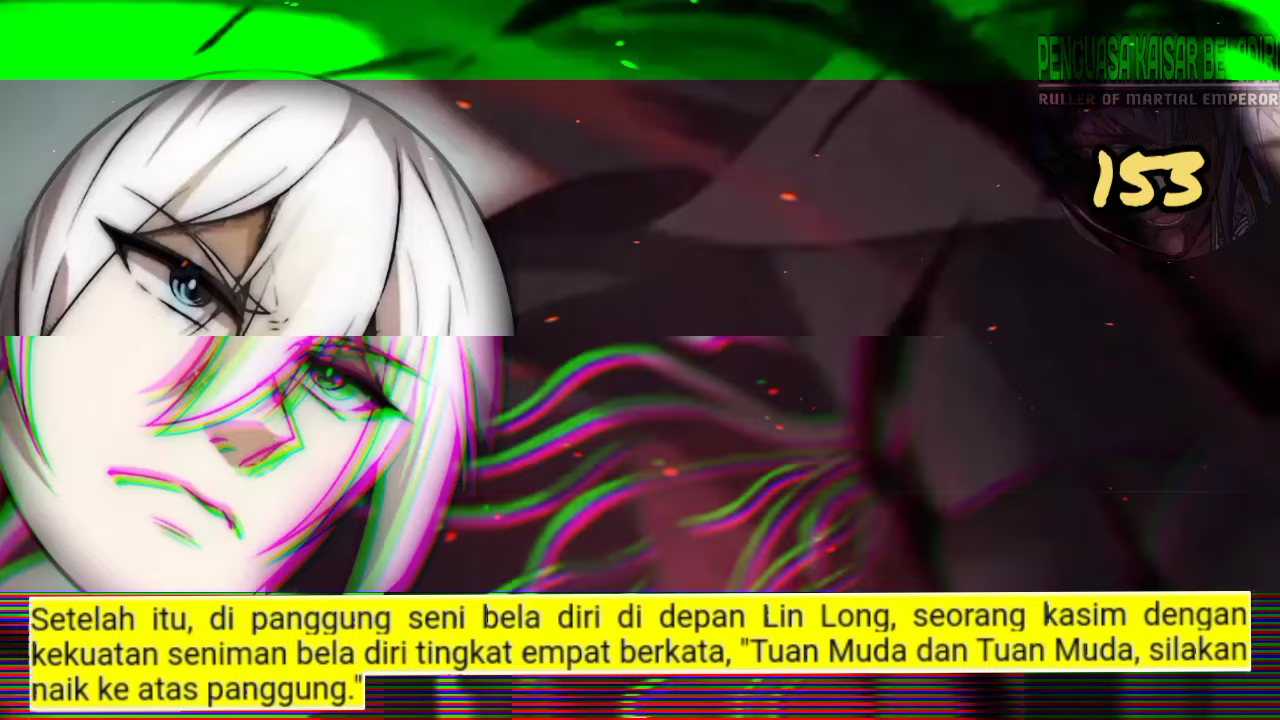 PENGUASA KAISAR BELADIRI
RULLER OF MARTIAL EMPEROR
153
Setelah itu, di panggung seni bela diri di depan Lin Long, seorang kasim dengan
kekuatan seniman bela diri tingkat empat berkata, "Tuan Muda dan Tuan Muda, silakan
naik ke atas panggung."